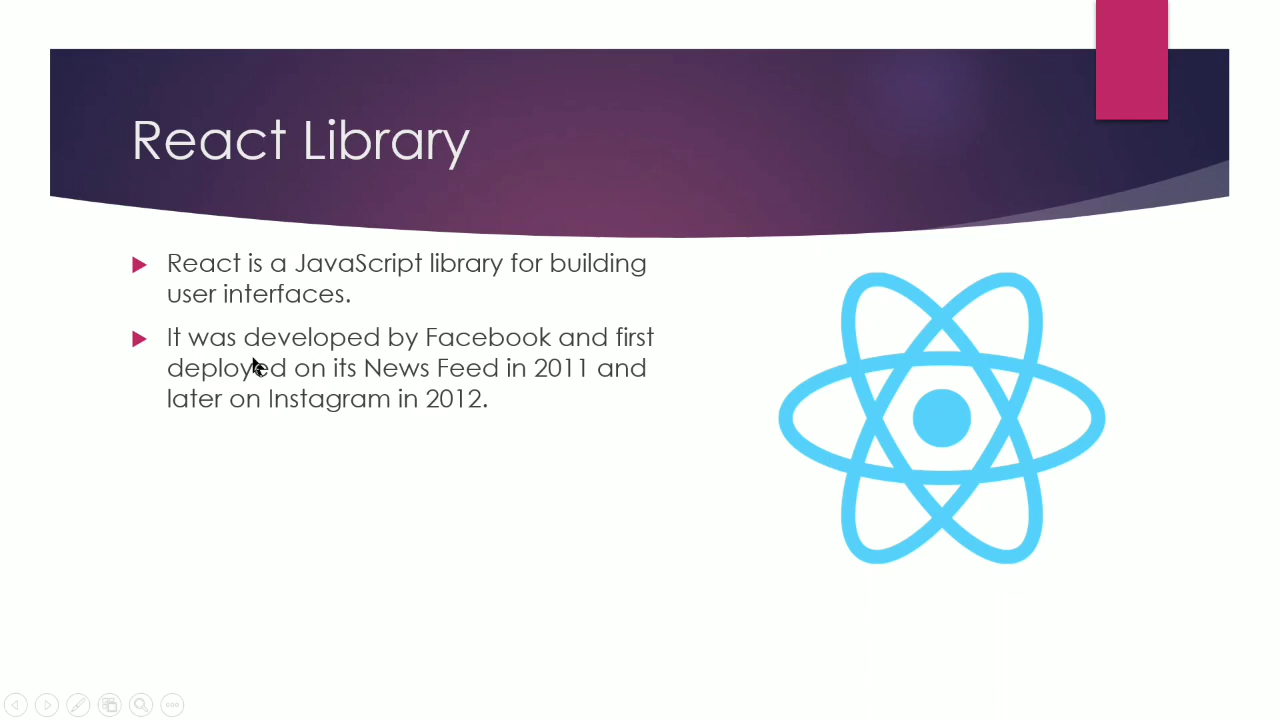 React Library
React is a JavaScript library for building
user interfaces.
It was developed by Facebook and first
deployed on its News Feed in 2011 and
later on Instagram in 2012.